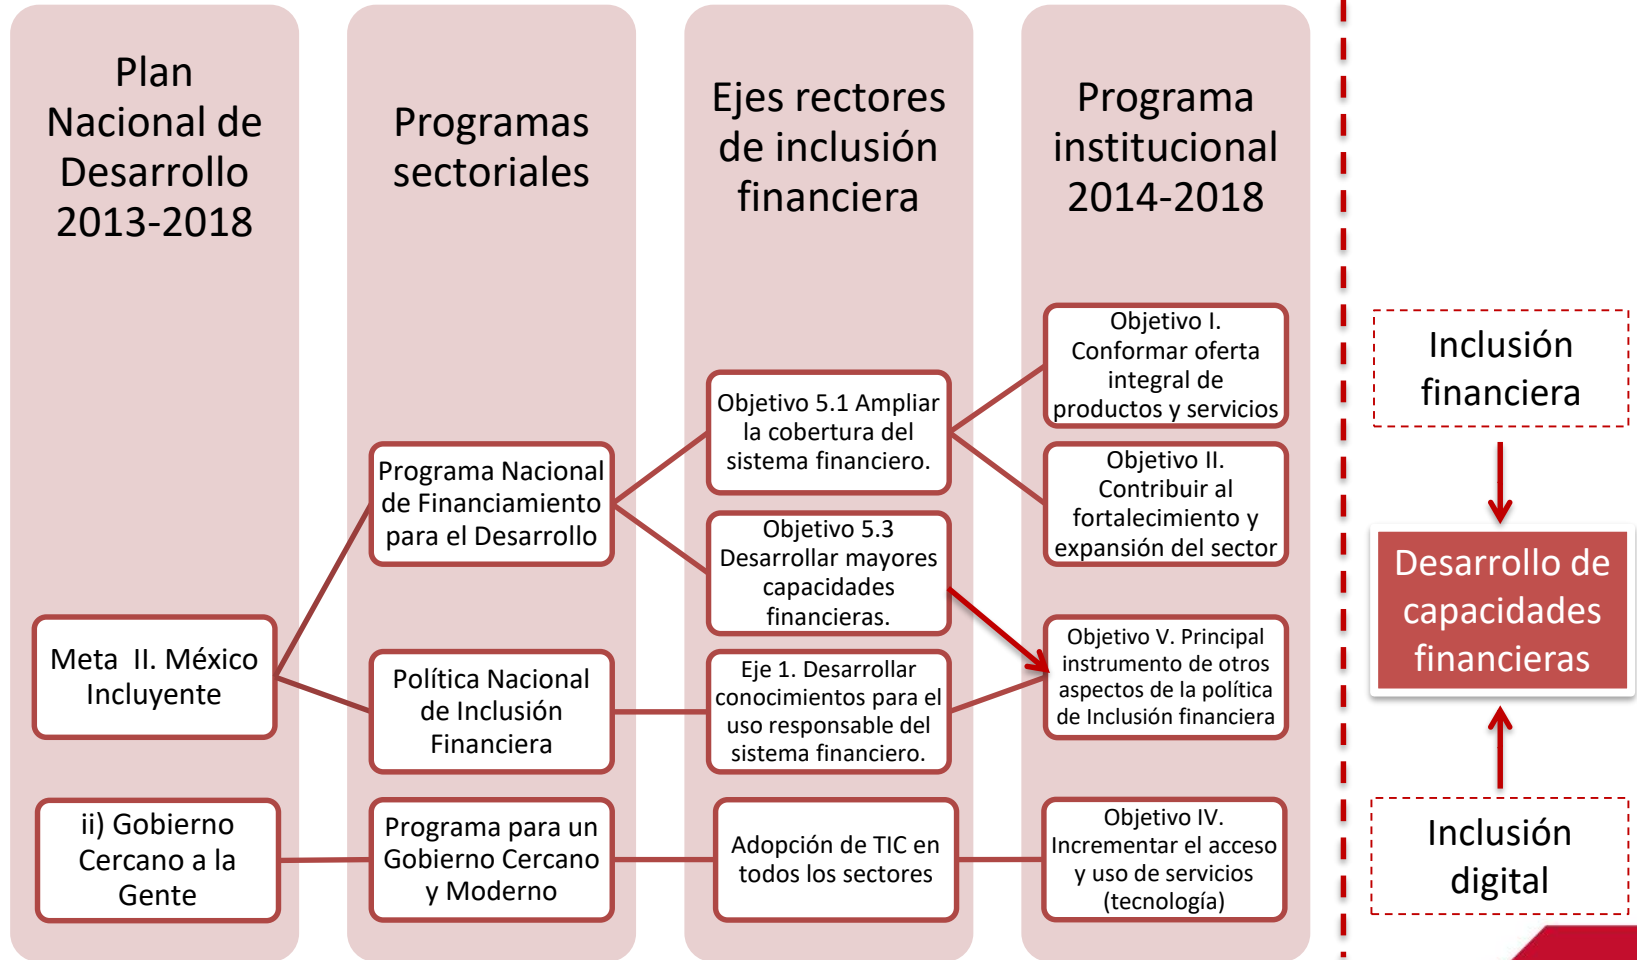 Plan
Nacional de
Desarrollo
2013-2018
Programas
sectoriales
Ejes rectores
de inclusión
financiera
Programa
institucional
2014-2018
Meta  II. México
Incluyente
ii) Gobierno
Cercano a la
Gente
Programa Nacional
de Financiamiento
para el Desarrollo
Política Nacional
de Inclusión
Financiera
Programa para un
Gobierno Cercano
y Moderno
Objetivo 5.1 Ampliar
la cobertura del
sistema financiero.
Objetivo 5.3
Desarrollar mayores
capacidades
financieras.
Eje 1. Desarrollar
conocimientos para el
uso responsable del
sistema financiero.
Adopción de TIC en
todos los sectores
Objetivo I.
Conformar oferta
integral de
productos y servicios
Objetivo II.
Contribuir al
fortalecimiento y
expansión del sector
Objetivo V. Principal
instrumento de otros
aspectos de la política
de Inclusión financiera
Objetivo IV.
Incrementar el acceso
y uso de servicios
(tecnología)
Inclusión
financiera
Desarrollo de
capacidades
financieras
Inclusión
digital